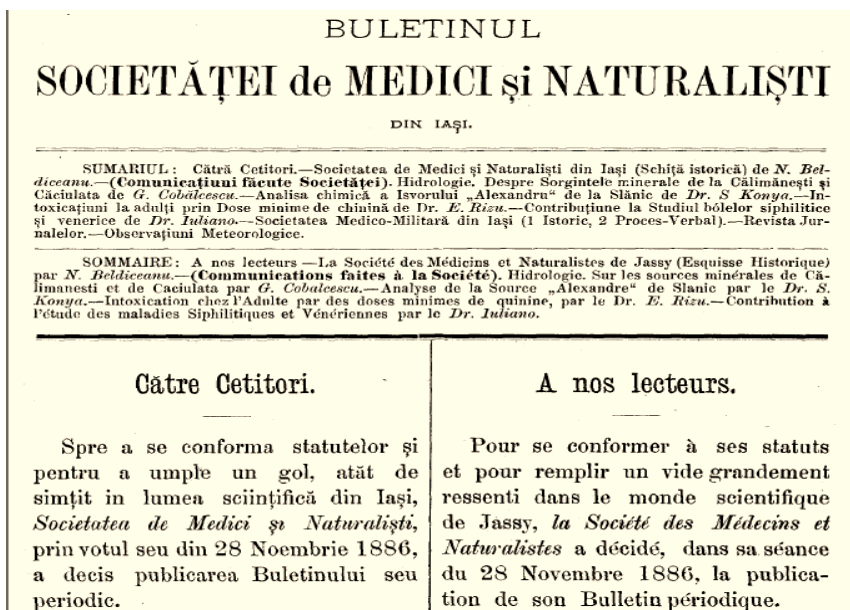 BULETINUL
SOCIETĂȚEI de MEDICI și NATURALIȘTI
DIN IAȘI.
SUMARIUL: Cătră Cetitori.—Societatea de Medici și Naturaliști din Iași (Schiță istorică) de N. Bel-
diceanu.—(Comunicațiuni făcute Societăței). Hidrologie. Despre Sorgintele minerale de la Călimănești și
Căciulata de G. Cobălcescu.—Analisa chimică a Isvorului „Alexandru“ de la Slănic de Dr. S Konya.—In-
toxicațiuni la adulți prin Dose minime de chinină de Dr. E. Rizu.—Contribuțiune la Studiul bólelor siphilitice
și venerice de Dr. Iuliano.—Societatea Medico-Militară din Iași (1 Istoric, 2 Proces-Verbal).—Revista Jur-
nalelor.—Observațiuni Meteorologice.
SOMMAIRE: A nos lecteurs —La Société des Médicins et Naturalistes de Jassy (Esquisse Historique)
par N. Beldiceanu.—(Communications faites à la Société). Hidrologie. Sur les sources minérales de Că-
limanesti et de Caciulata par G. Cobalcescu.—Analyse de la Source „Alexandre“ de Slanic par le Dr. S.
Konya.—Intoxication chez l'Adulte par des doses minimes de quinine, par le Dr. E. Rizu.—Contribution à
l'étude des maladies Siphilitiques et Vénériennes par le Dr. Iuliano.
Către Cetitori.
Spre a se conforma statutelor și
pentru a umple un gol, atăt de
simțit in lumea sciințifică din Iași,
Societatea de Medici și Naturaliști,
prin votul seu din 28 Noembrie 1886,
a decis publicarea Buletinului seu
periodic.
A nos lecteurs.
Pour se conformer à ses statuts
et pour remplir un vide grandement
ressenti dans le monde scientifique
de Jassy, la Société des Médecins et
Naturalistes a décidé, dans sa séance
du 28 Novembre 1886, la publica-
tion de son Bulletin périodique.